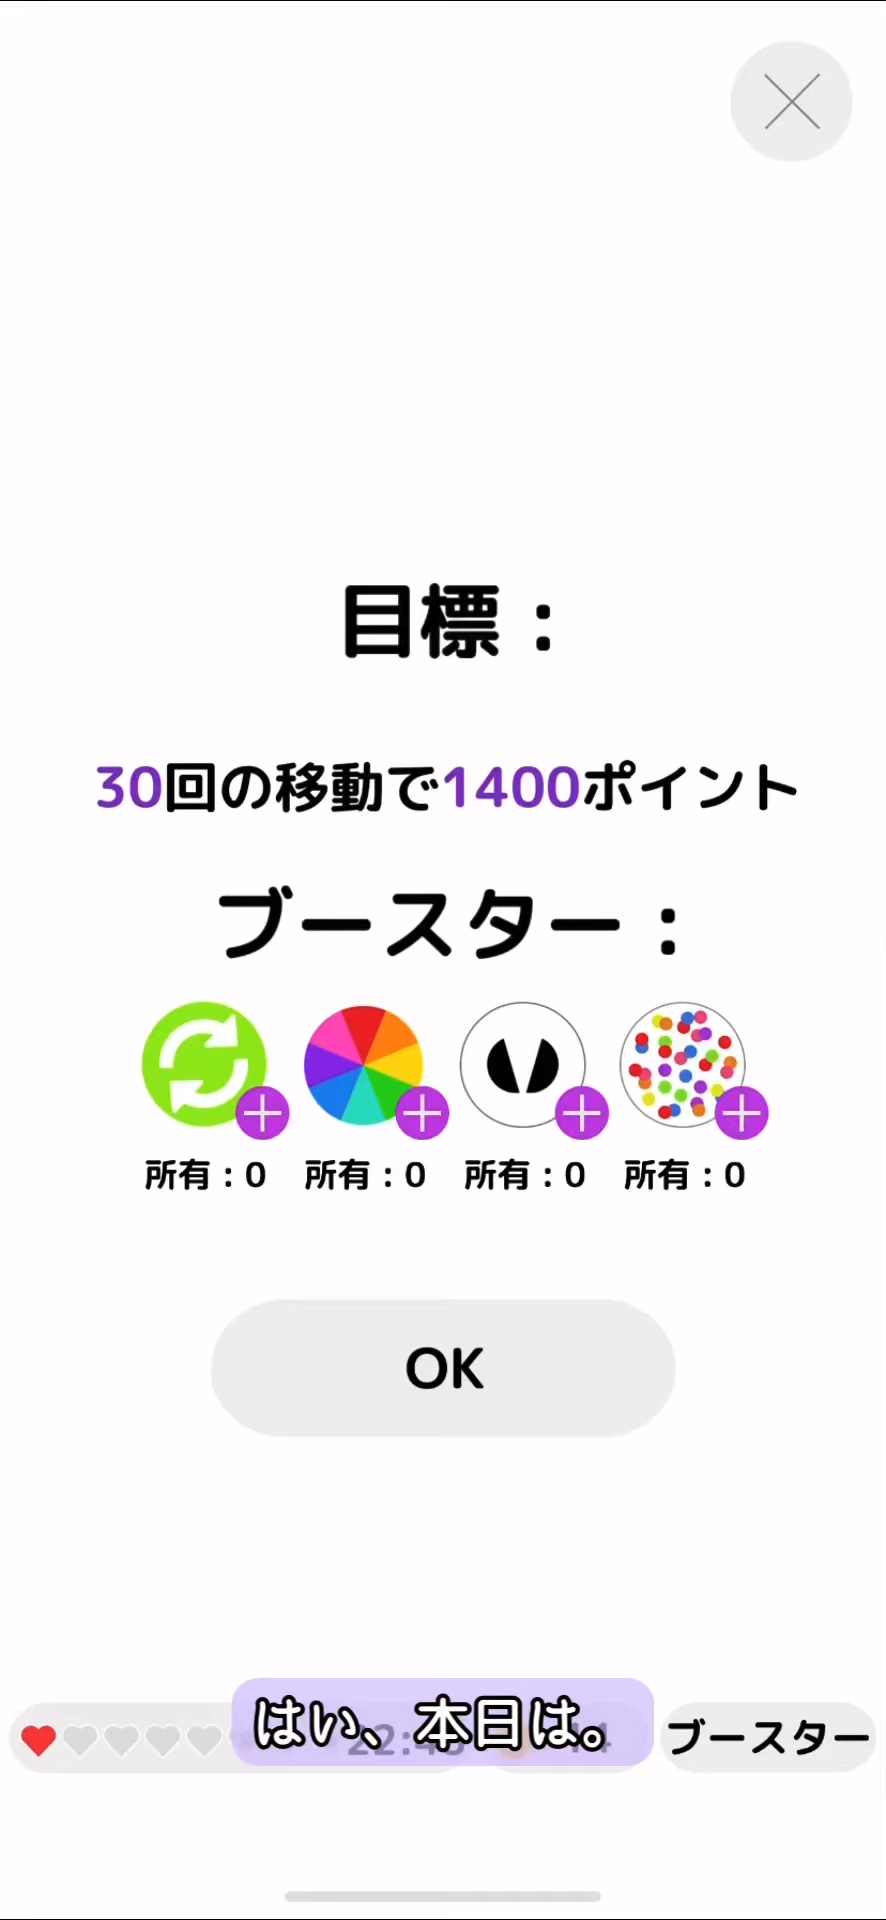 目標：
30回の移動で1400ポイント
ブースター：
所有：0 所有：0 所有：0 所有：0
OK
はい、本日は。
ブースター